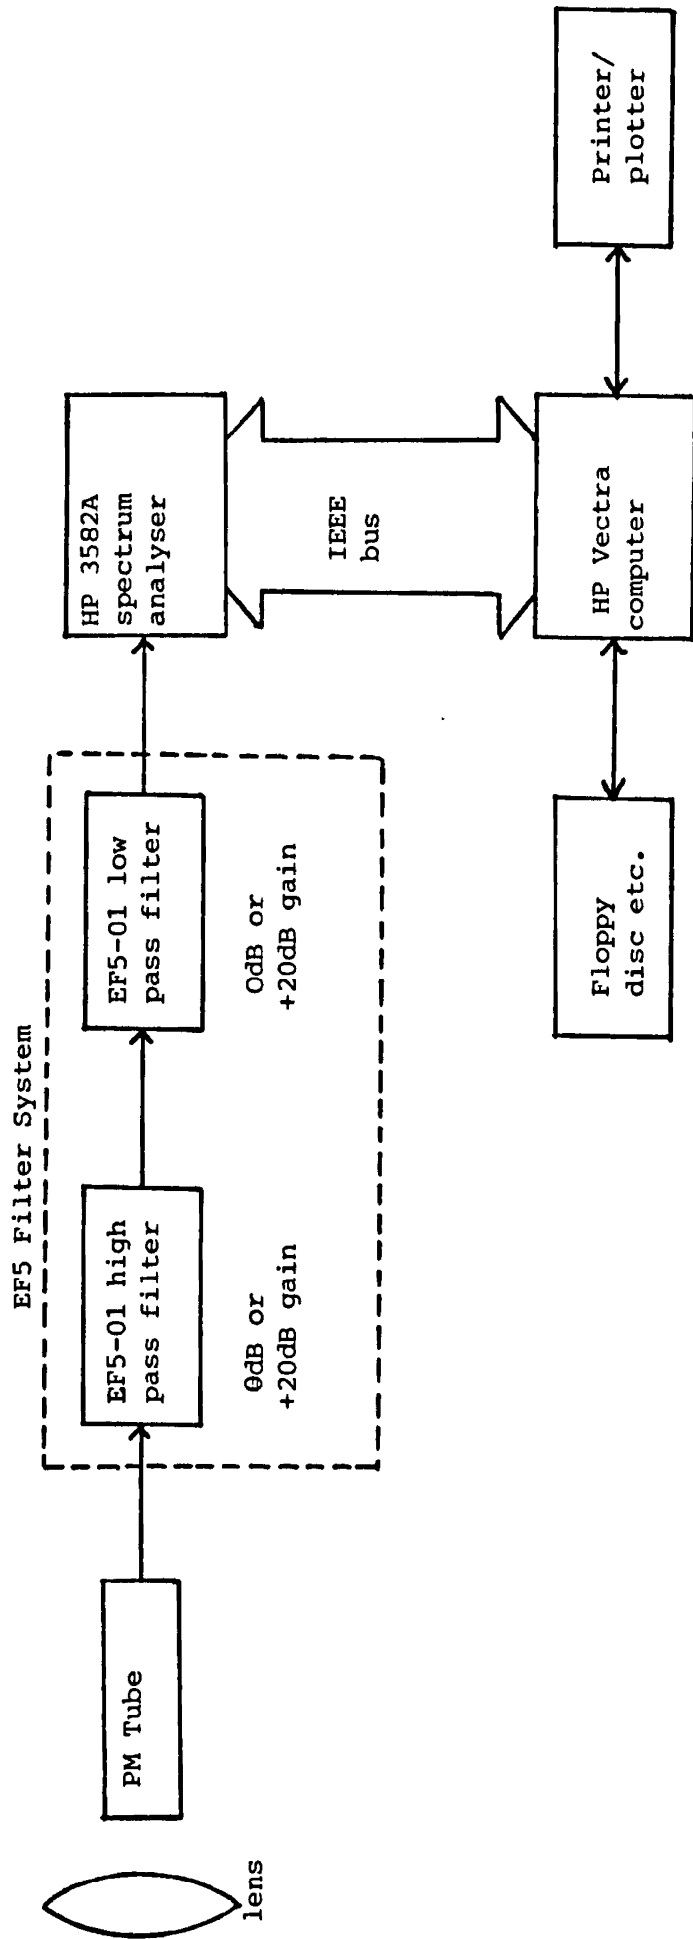 EF5 Filter System
lens
PM Tube
EF5-01 high
pass filter
0dB or
+20dB gain
EF5-01 low
pass filter
0dB or
+20dB gain
HP 3582A
spectrum
analyser
IEEE
bus
Floppy
disc etc.
HP Vectra
computer
Printer/
plotter